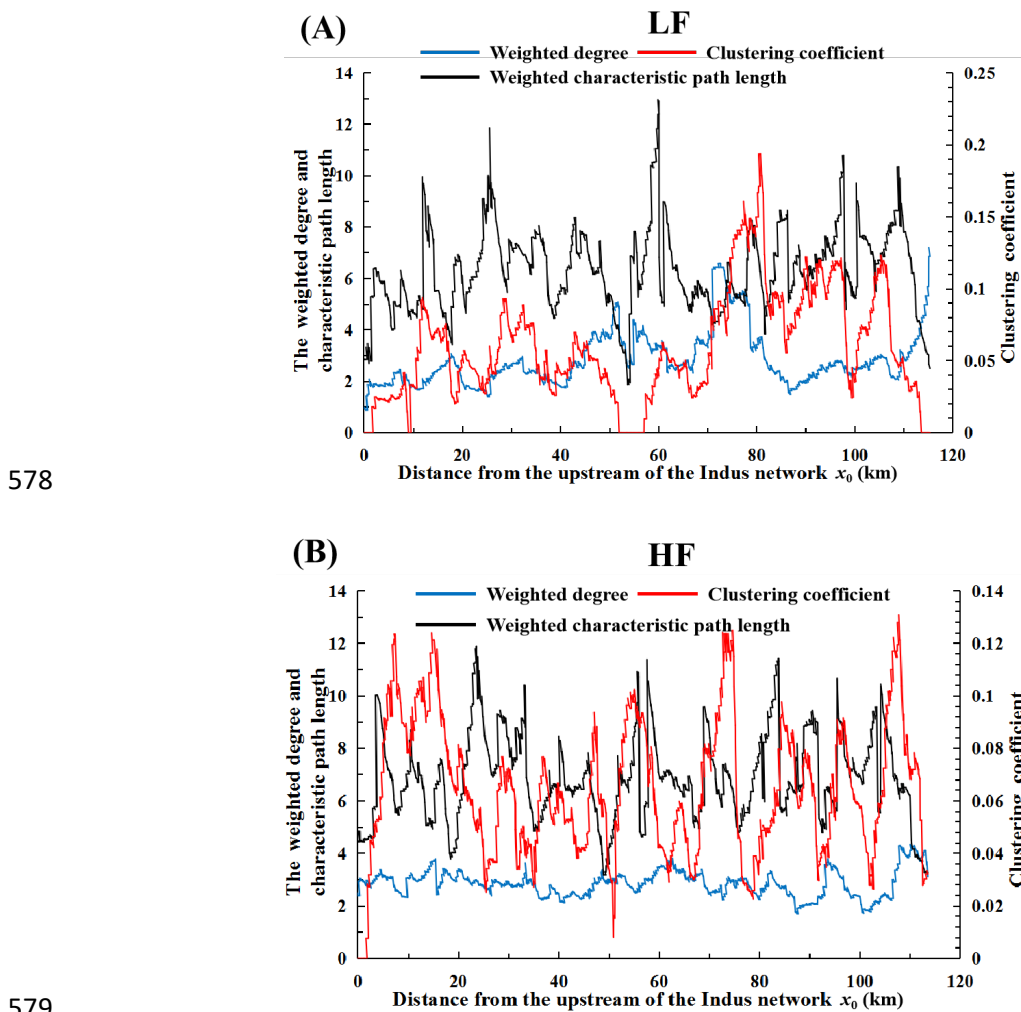 (A)
LF
Weighted degree
Clustering coefficient
Weighted characteristic path length
The weighted degree and
characteristic path length
14
12
10
8
6
4
2
0
0.25
0.2
0.15
0.1
0.05
0
Clustering coefficient
0 20 40 60 80 100 120
Distance from the upstream of the Indus network x₀ (km)
578
(B)
HF
Weighted degree
Clustering coefficient
Weighted characteristic path length
The weighted degree and
characteristic path length
14
12
10
8
6
4
2
0
0.14
0.12
0.1
0.08
0.06
0.04
0.02
0
Clustering coefficient
0 20 40 60 80 100 120
Distance from the upstream of the Indus network x₀ (km)
579